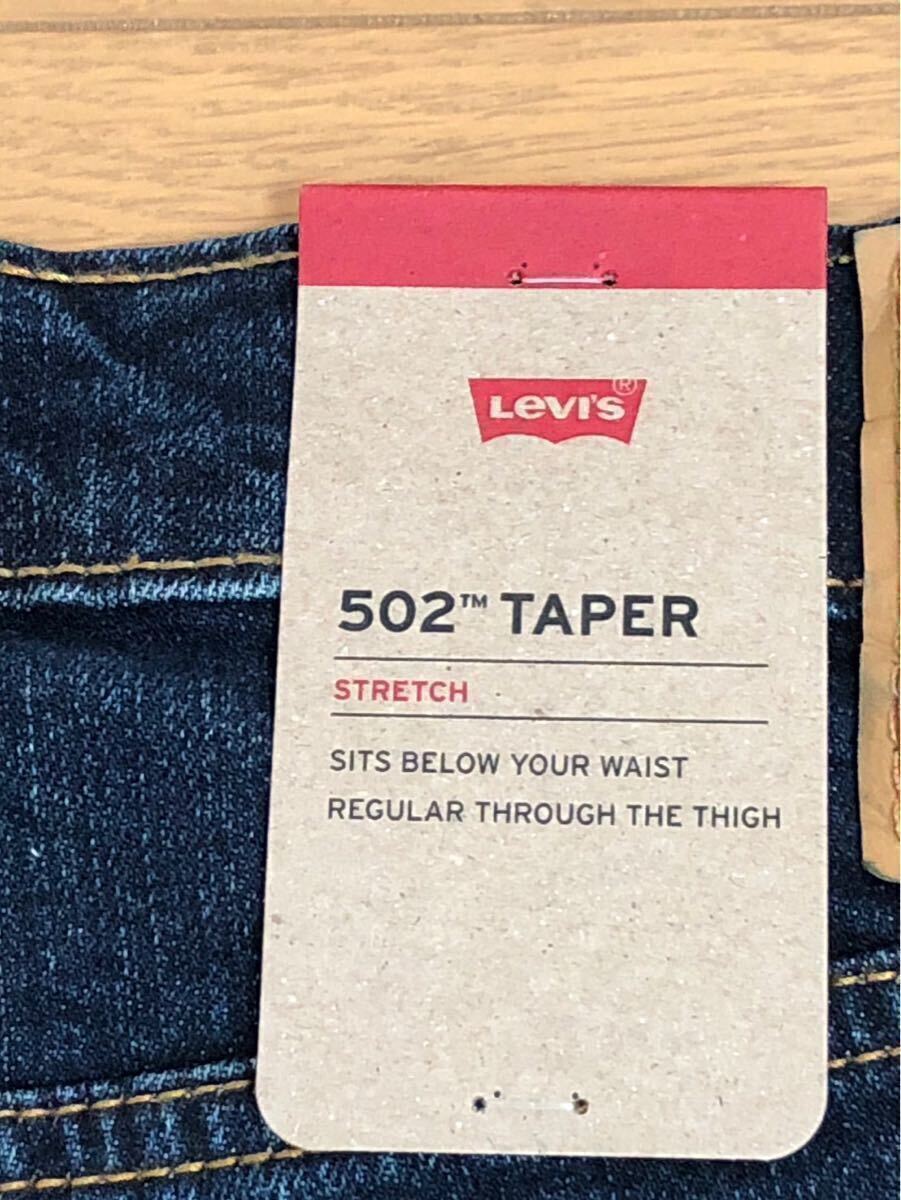 LEVI'S®
502™ TAPER
STRETCH
SITS BELOW YOUR WAIST
REGULAR THROUGH THE THIGH